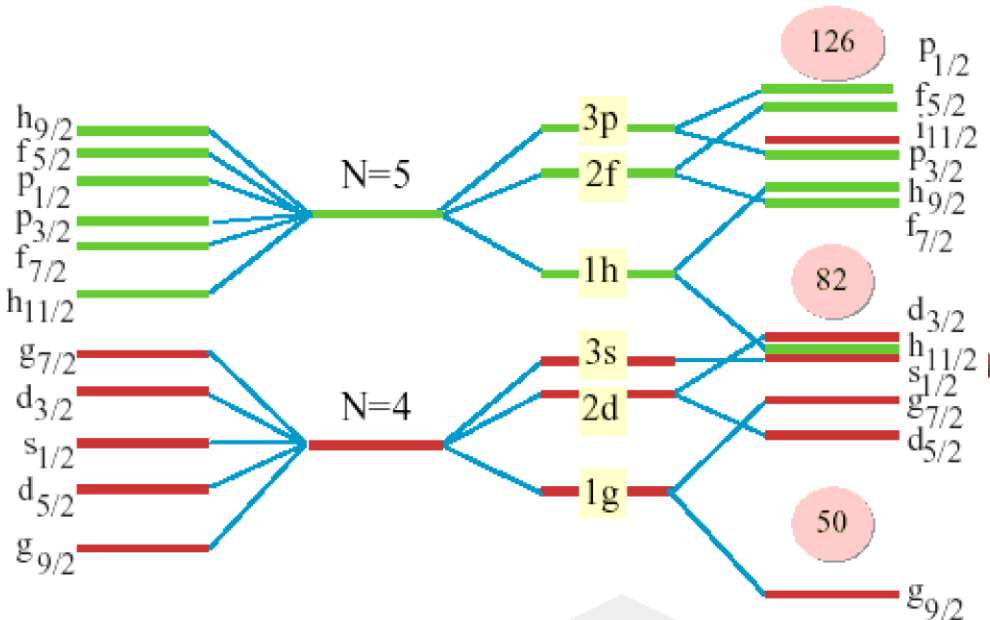 h9/2
f5/2
p1/2
p3/2
f7/2
h11/2
g7/2
d3/2
s1/2
d5/2
g9/2
N=5
N=4
3p
2f
1h
3s
2d
1g
126
82
50
p1/2
f5/2
i11/2
p3/2
h9/2
f7/2
d3/2
h11/2
s1/2
g7/2
d5/2
g9/2